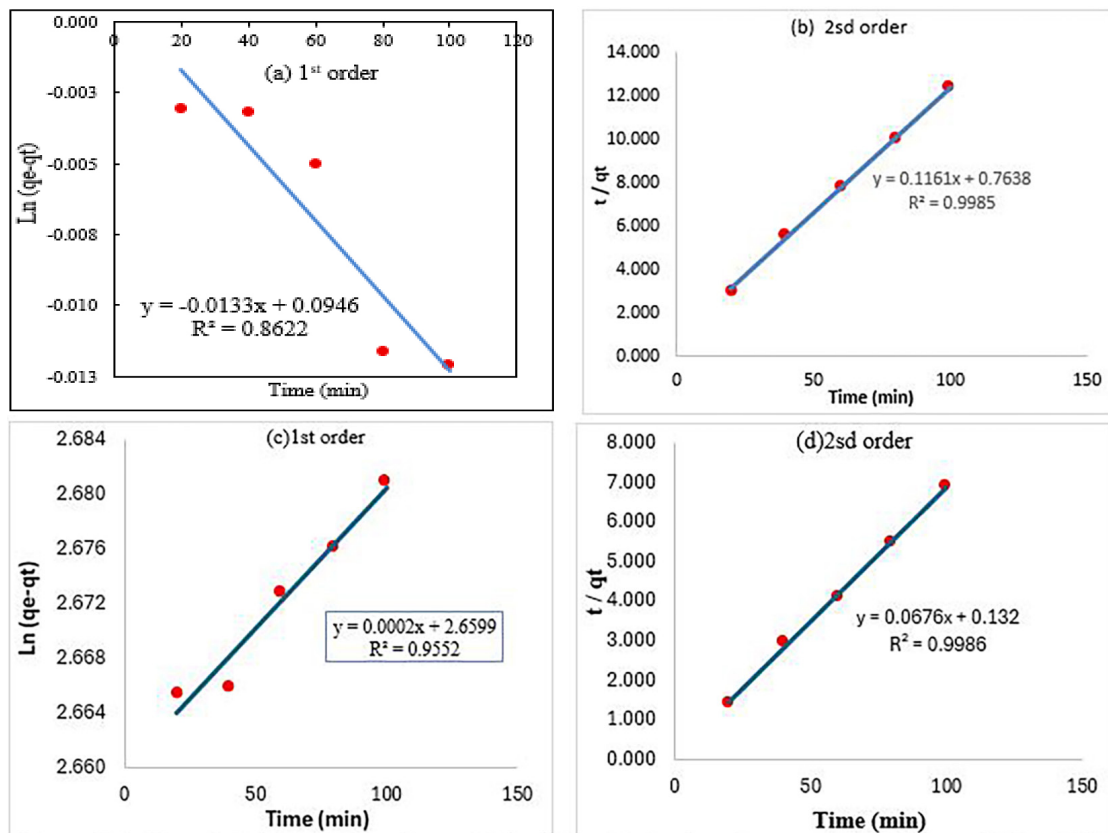 0.000
0 20 40 60 80 100 120
(a) 1st order
-0.003
-0.005
-0.008
-0.010
-0.013
Ln (qe-qt)
y = -0.0133x + 0.0946
R² = 0.8622
Time (min)
(b) 2sd order
14.000
12.000
10.000
8.000
6.000
4.000
2.000
0.000
t / qt
y = 0.1161x + 0.7638
R² = 0.9985
0 50 100 150
Time (min)
(c)1st order
2.684
2.680
2.676
2.672
2.668
2.664
2.660
Ln (qe-qt)
y = 0.0002x + 2.6599
R² = 0.9552
0 50 100 150
Time (min)
(d)2sd order
8.000
7.000
6.000
5.000
4.000
3.000
2.000
1.000
0.000
t / qt
y = 0.0676x + 0.132
R² = 0.9986
0 50 100 150
Time (min)